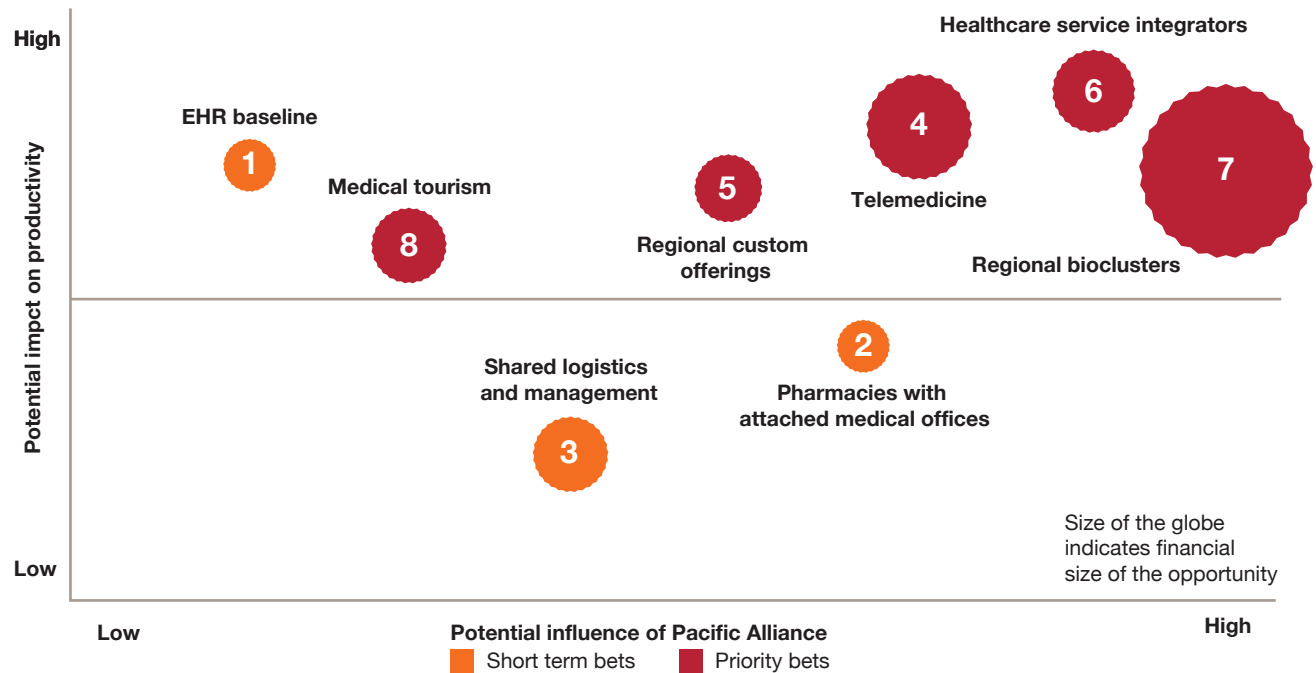 High
Healthcare service integrators
6
EHR baseline
1
4
7
Medical tourism
8
5
Telemedicine
Regional custom
offerings
Regional bioclusters
Potential impct on productivity
2
Shared logistics
and management
Pharmacies with
attached medical offices
3
Size of the globe
indicates financial
size of the opportunity
Low
Low
Potential influence of Pacific Alliance
High
Short term bets
Priority bets